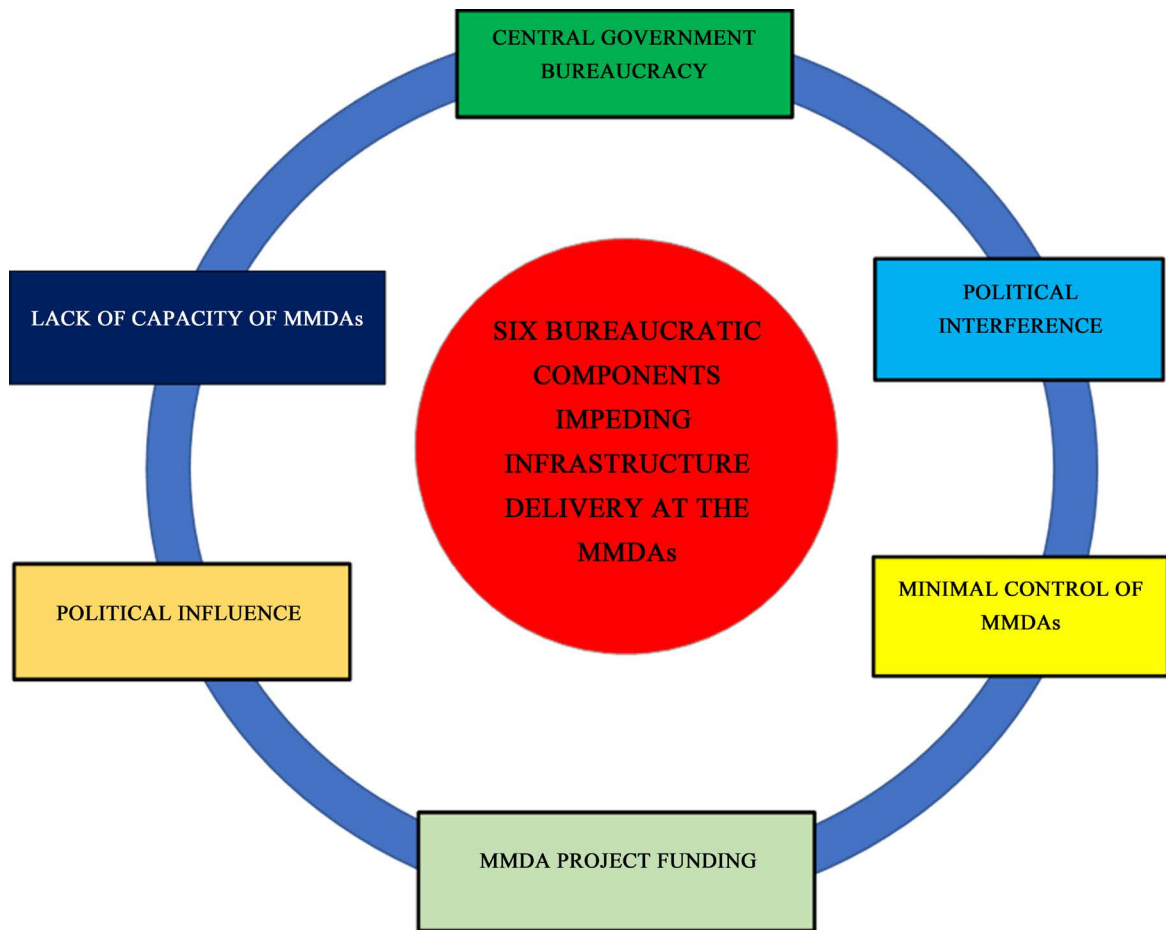 CENTRAL GOVERNMENT
BUREAUCRACY
LACK OF CAPACITY OF MMDAs
POLITICAL
INTERFERENCE
SIX BUREAUCRATIC
COMPONENTS
IMPEDING
INFRASTRUCTURE
DELIVERY AT THE
MMDAs
POLITICAL INFLUENCE
MINIMAL CONTROL OF
MMDAs
MMDA PROJECT FUNDING